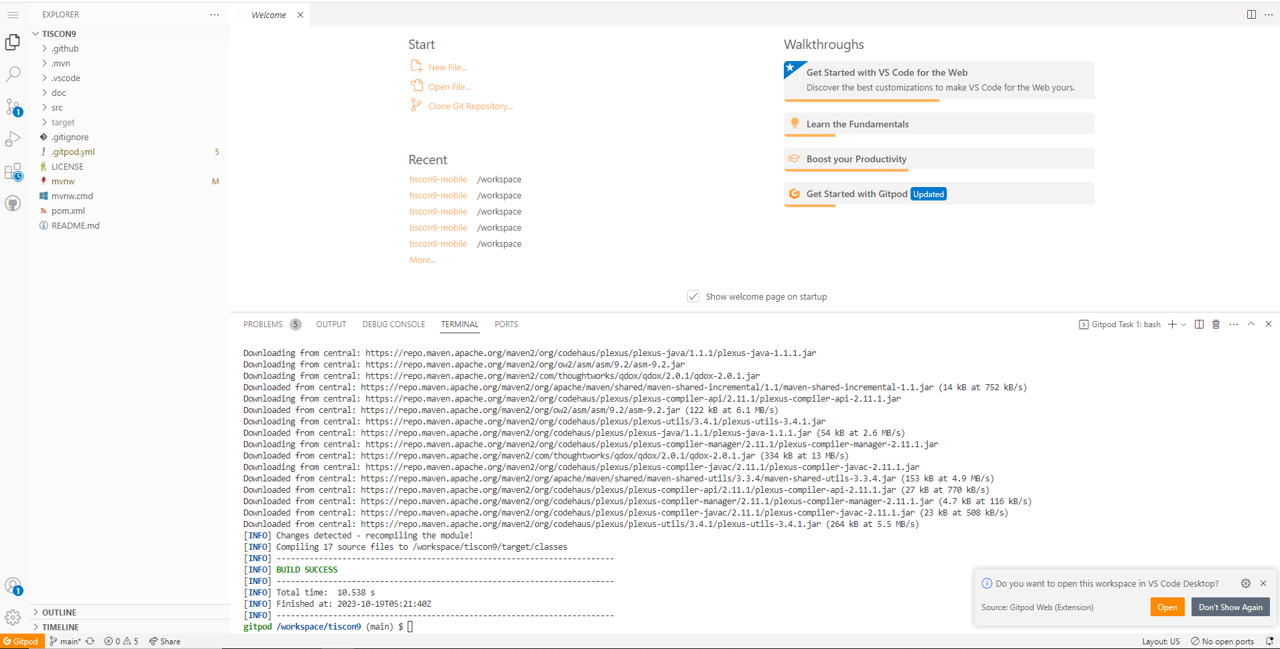 EXPLORER
TISCON9
.github
.mvn
.vscode
doc
src
target
.gitignore
.gitpod.yml 5
LICENSE
mvnw M
mvnw.cmd
pom.xml
README.md
OUTLINE
TIMELINE
Welcome
Start
New File...
Open File...
Clone Git Repository...
Recent
tiscon9-mobile /workspace
tiscon9-mobile /workspace
tiscon9-mobile /workspace
tiscon9-mobile /workspace
tiscon9-mobile /workspace
More...
Walkthroughs
Get Started with VS Code for the Web
Discover the best customizations to make VS Code for the Web yours.
Learn the Fundamentals
Boost your Productivity
Get Started with Gitpod Updated
Show welcome page on startup
PROBLEMS 5 OUTPUT DEBUG CONSOLE TERMINAL PORTS
Gitpod Task 1: bash
Downloading from central: https://repo.maven.apache.org/maven2/org/codehaus/plexus/plexus-java/1.1.1/plexus-java-1.1.1.jar
Downloading from central: https://repo.maven.apache.org/maven2/org/ow2/asm/asm/9.2/asm-9.2.jar
Downloading from central: https://repo.maven.apache.org/maven2/com/thoughtworks/qdox/qdox/2.0.1/qdox-2.0.1.jar
Downloaded from central: https://repo.maven.apache.org/maven2/org/apache/maven/shared/maven-shared-incremental/1.1/maven-shared-incremental-1.1.jar (14 kB at 752 kB/s)
Downloading from central: https://repo.maven.apache.org/maven2/org/codehaus/plexus/plexus-compiler-api/2.11.1/plexus-compiler-api-2.11.1.jar
Downloaded from central: https://repo.maven.apache.org/maven2/org/ow2/asm/asm/9.2/asm-9.2.jar (122 kB at 6.1 MB/s)
Downloading from central: https://repo.maven.apache.org/maven2/org/codehaus/plexus/plexus-utils/3.4.1/plexus-utils-3.4.1.jar
Downloaded from central: https://repo.maven.apache.org/maven2/org/codehaus/plexus/plexus-java/1.1.1/plexus-java-1.1.1.jar (54 kB at 2.6 MB/s)
Downloading from central: https://repo.maven.apache.org/maven2/org/codehaus/plexus/plexus-compiler-manager/2.11.1/plexus-compiler-manager-2.11.1.jar
Downloaded from central: https://repo.maven.apache.org/maven2/com/thoughtworks/qdox/qdox/2.0.1/qdox-2.0.1.jar (334 kB at 13 MB/s)
Downloading from central: https://repo.maven.apache.org/maven2/org/codehaus/plexus/plexus-compiler-javac/2.11.1/plexus-compiler-javac-2.11.1.jar
Downloaded from central: https://repo.maven.apache.org/maven2/org/apache/maven/shared/maven-shared-utils/3.3.4/maven-shared-utils-3.3.4.jar (153 kB at 4.9 MB/s)
Downloaded from central: https://repo.maven.apache.org/maven2/org/codehaus/plexus/plexus-compiler-api/2.11.1/plexus-compiler-api-2.11.1.jar (27 kB at 770 kB/s)
Downloaded from central: https://repo.maven.apache.org/maven2/org/codehaus/plexus/plexus-compiler-manager/2.11.1/plexus-compiler-manager-2.11.1.jar (4.7 kB at 116 kB/s)
Downloaded from central: https://repo.maven.apache.org/maven2/org/codehaus/plexus/plexus-compiler-javac/2.11.1/plexus-compiler-javac-2.11.1.jar (23 kB at 508 kB/s)
Downloaded from central: https://repo.maven.apache.org/maven2/org/codehaus/plexus/plexus-utils/3.4.1/plexus-utils-3.4.1.jar (264 kB at 5.5 MB/s)
[INFO] Changes detected - recompiling the module!
[INFO] Compiling 17 source files to /workspace/tiscon9/target/classes
[INFO] ------------------------------------------------------------------------
[INFO] BUILD SUCCESS
[INFO] ------------------------------------------------------------------------
[INFO] Total time:  10.538 s
[INFO] Finished at: 2023-10-19T05:21:40Z
[INFO] ------------------------------------------------------------------------
gitpod /workspace/tiscon9 (main) $
Do you want to open this workspace in VS Code Desktop?
Source: Gitpod Web (Extension) Open Don't Show Again
1
1
Gitpod main* 0 5 Share Layout: US No open ports